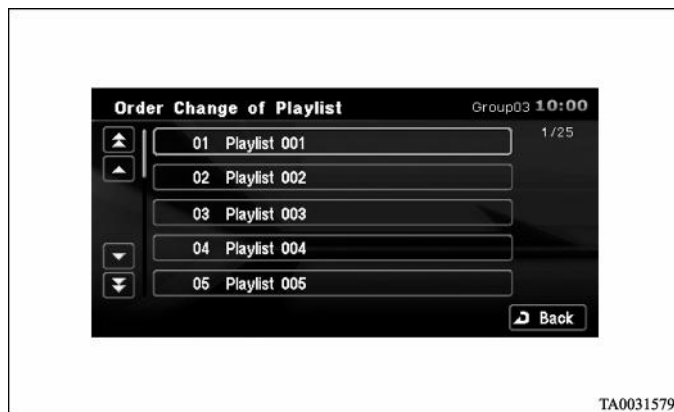 Order Change of Playlist Group03 10:00
1/25
01 Playlist 001
02 Playlist 002
03 Playlist 003
04 Playlist 004
05 Playlist 005
Back
TA0031579